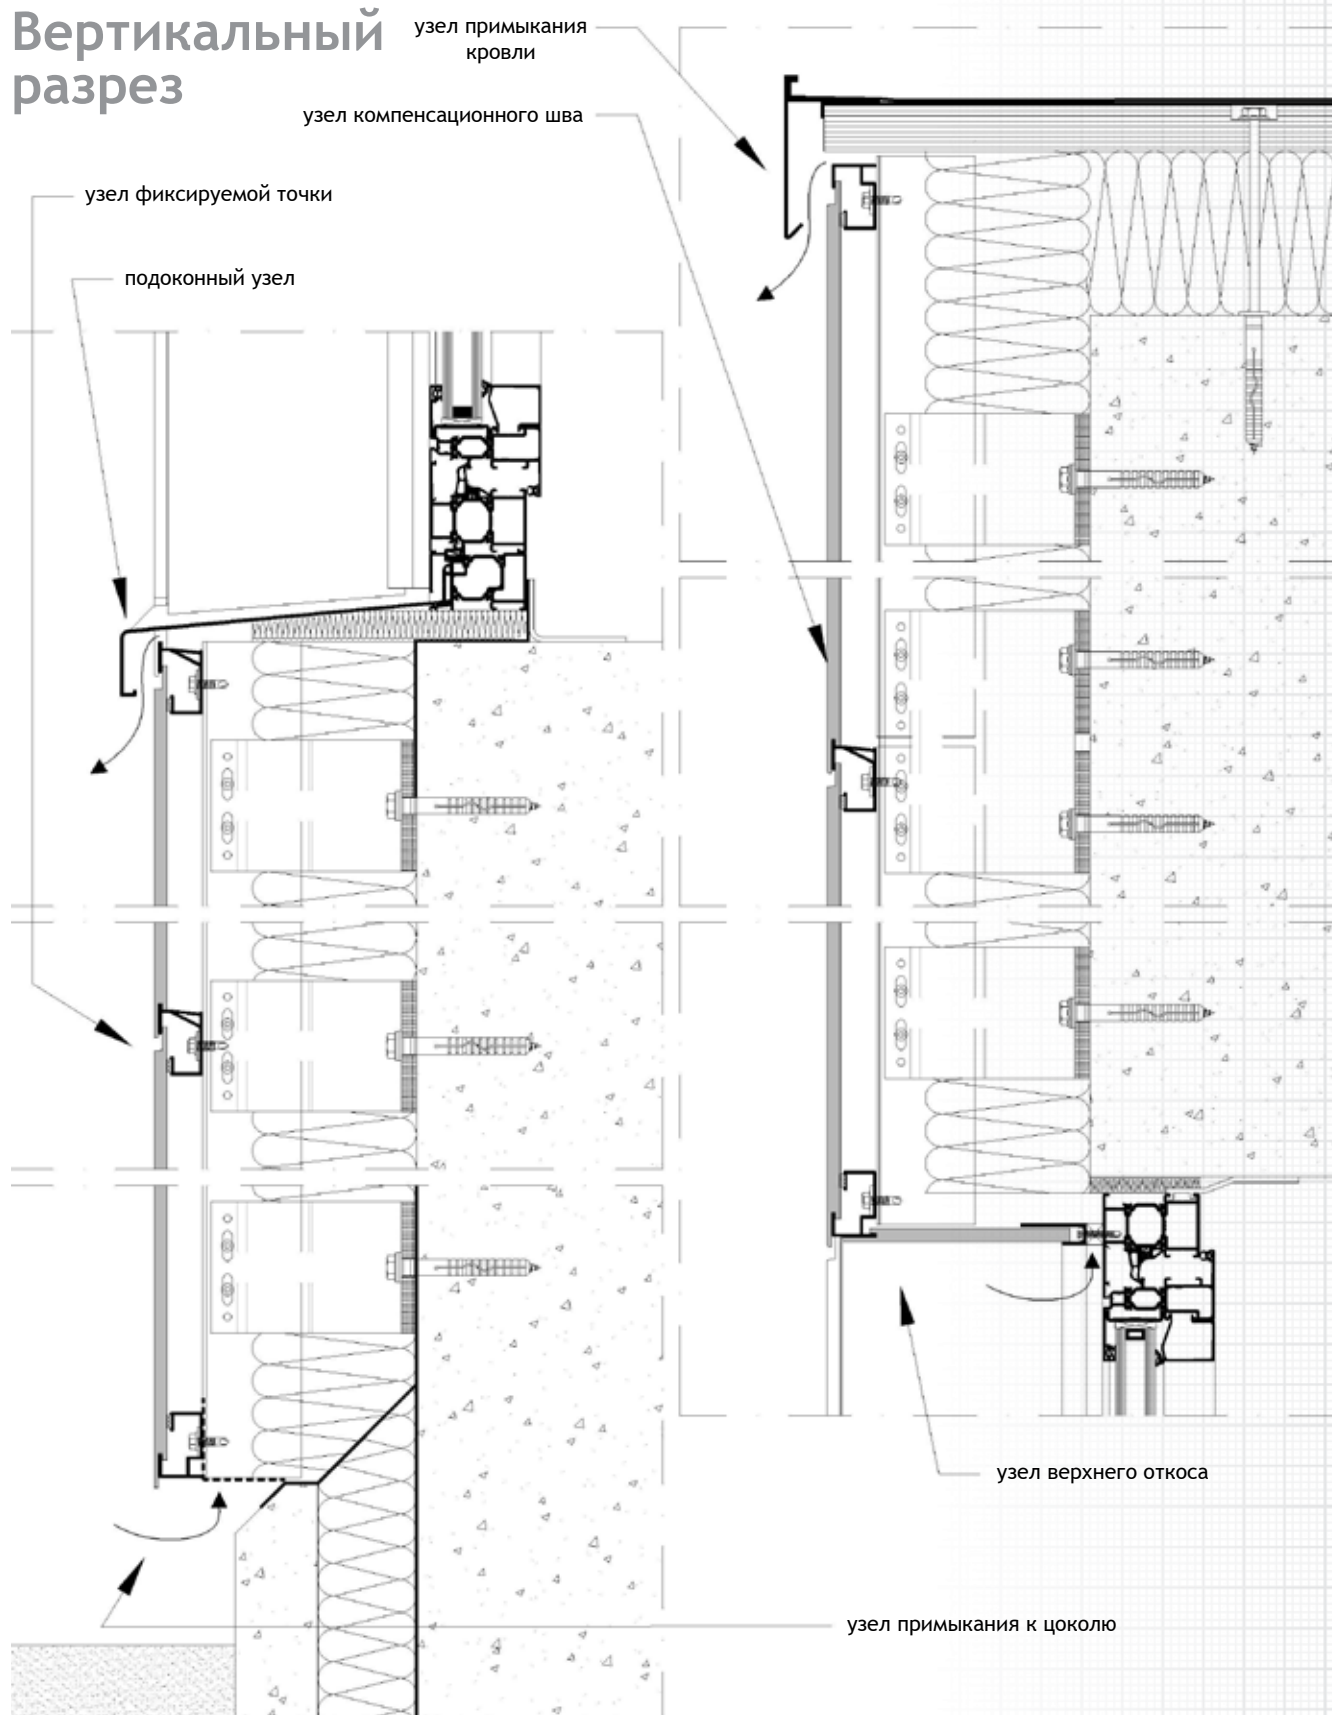 Вертикальный
разрез
узел примыкания
кровли
узел компенсационного шва
узел фиксируемой точки
подоконный узел
узел верхнего откоса
узел примыкания к цоколю